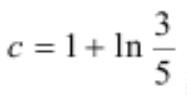 c = 1 + ln 3/5